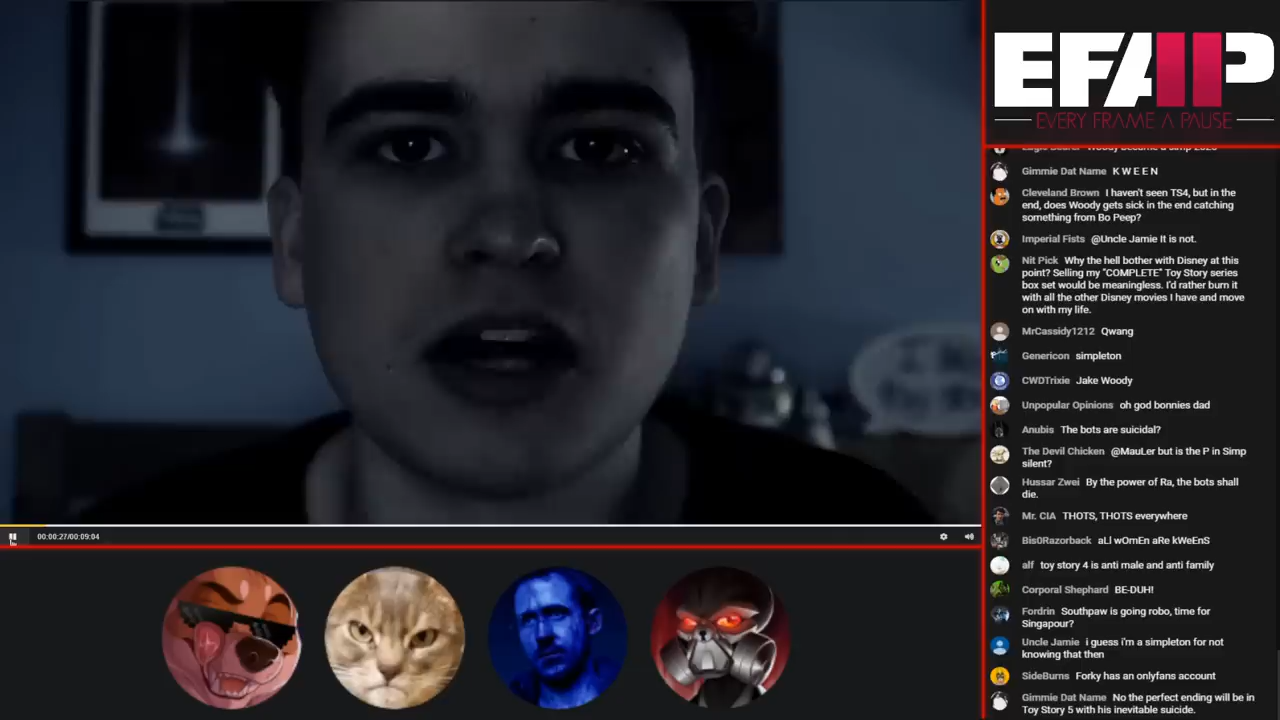 EFAP
EVERY FRAME A PAUSE
Gimmie Dat Name K W E E N
Cleveland Brown I haven't seen TS4, but in the
end, does Woody gets sick in the end catching
something from Bo Peep?
Imperial Fists @Uncle Jamie It is not.
Nit Pick Why the hell bother with Disney at this
point? Selling my "COMPLETE" Toy Story series
box set would be meaningless. I'd rather burn it
with all the other Disney movies I have and move
on with my life.
MrCassidy1212 Qwang
Genericon simpleton
CWDTrixie Jake Woody
Unpopular Opinions oh god bonnies dad
Anubis The bots are suicidal?
The Devil Chicken @MauLer but is the P in Simp
silent?
Hussar Zwei By the power of Ra, the bots shall
die.
Mr. CIA THOTS, THOTS everywhere
Bis0Razorback aLl wOmEn aRe kWeEnS
alf toy story 4 is anti male and anti family
Corporal Shephard BE-DUH!
Fordrin Southpaw is going robo, time for
Singapour?
Uncle Jamie i guess i'm a simpleton for not
knowing that then
SideBurns Forky has an onlyfans account
Gimmie Dat Name No the perfect ending will be in
Toy Story 5 with his inevitable suicide.
00:00:27/00:09:04